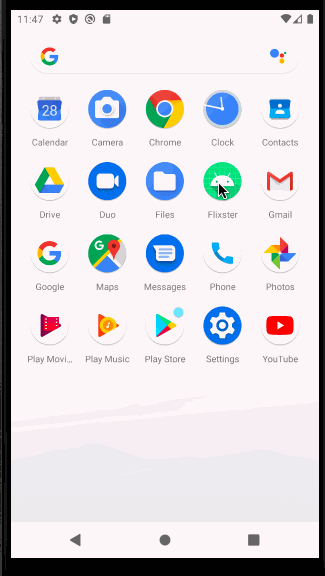 11:47
28
Calendar Camera Chrome Clock Contacts
Drive Duo Files Flixster Gmail
Google Maps Messages Phone Photos
Play Movi... Play Music Play Store Settings YouTube